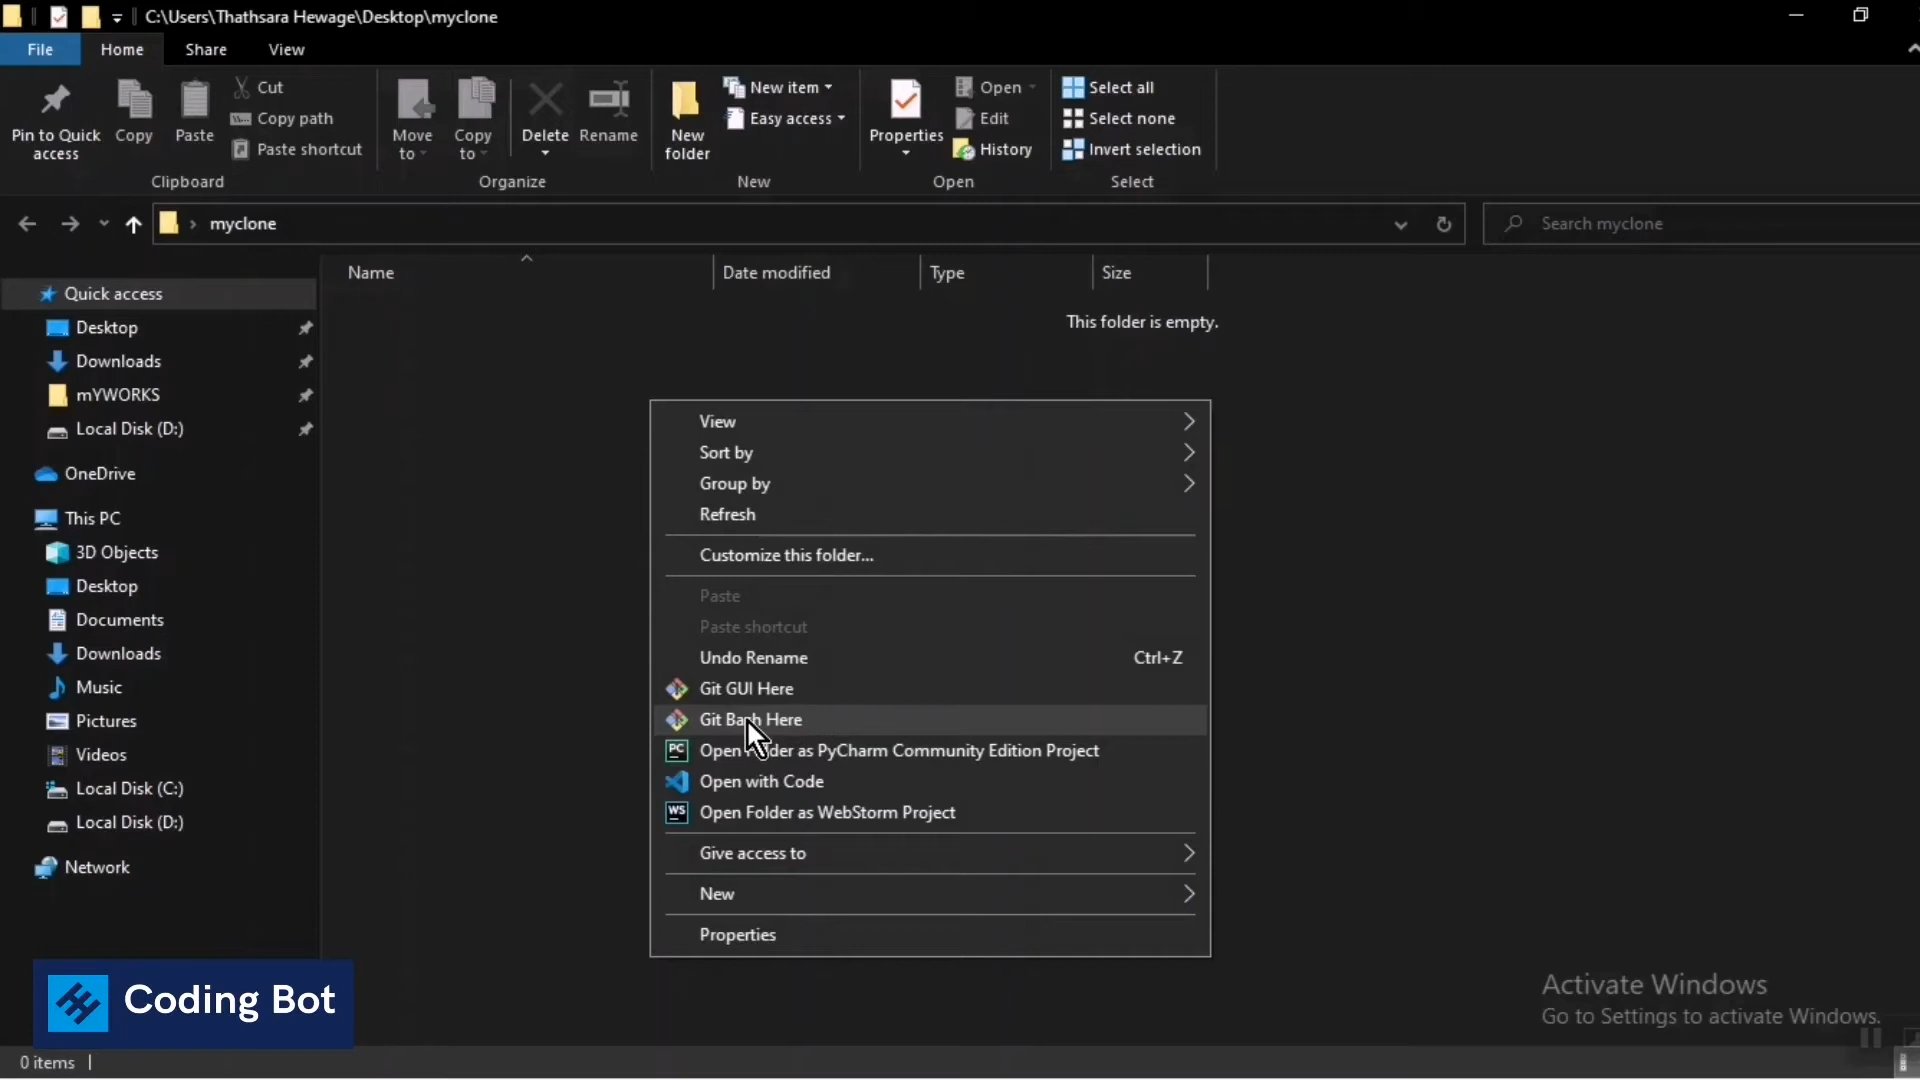 C:\Users\Thathsara Hewage\Desktop\myclone
File Home Share View
Pin to Quick access
Copy
Paste
Cut
Copy path
Paste shortcut
Clipboard
Move to
Copy to
Delete
Rename
Organize
New folder
New item
Easy access
New
Properties
Open
Edit
History
Open
Select all
Select none
Invert selection
Select
myclone
Search myclone
Name Date modified Type Size
This folder is empty.
Quick access
Desktop
Downloads
mYWORKS
Local Disk (D:)
OneDrive
This PC
3D Objects
Desktop
Documents
Downloads
Music
Pictures
Videos
Local Disk (C:)
Local Disk (D:)
Network
View
Sort by
Group by
Refresh
Customize this folder...
Paste
Paste shortcut
Undo Rename Ctrl+Z
Git GUI Here
Git Bash Here
PC Open Folder as PyCharm Community Edition Project
Open with Code
WS Open Folder as WebStorm Project
Give access to
New
Properties
Coding Bot
Activate Windows
Go to Settings to activate Windows.
0 items